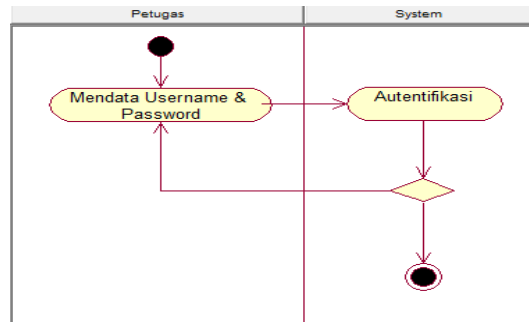 Petugas
System
Mendata Username &
Password
Autentifikasi